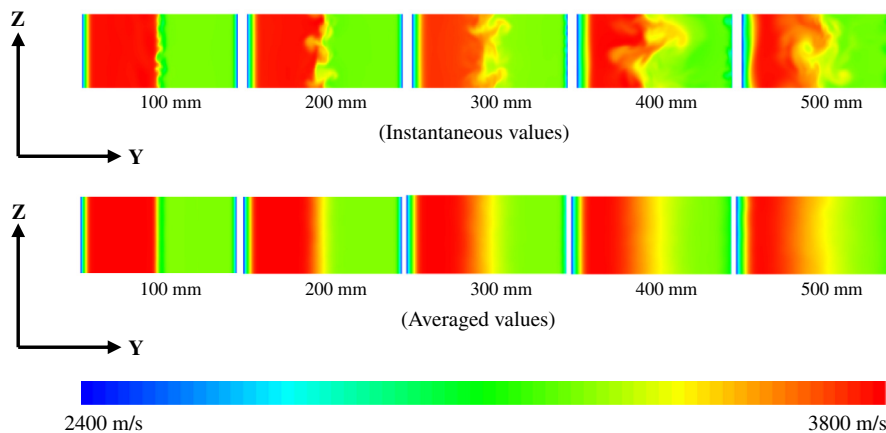 Z
100 mm 200 mm 300 mm 400 mm 500 mm
(Instantaneous values)
Y
Z
100 mm 200 mm 300 mm 400 mm 500 mm
(Averaged values)
Y
2400 m/s 3800 m/s